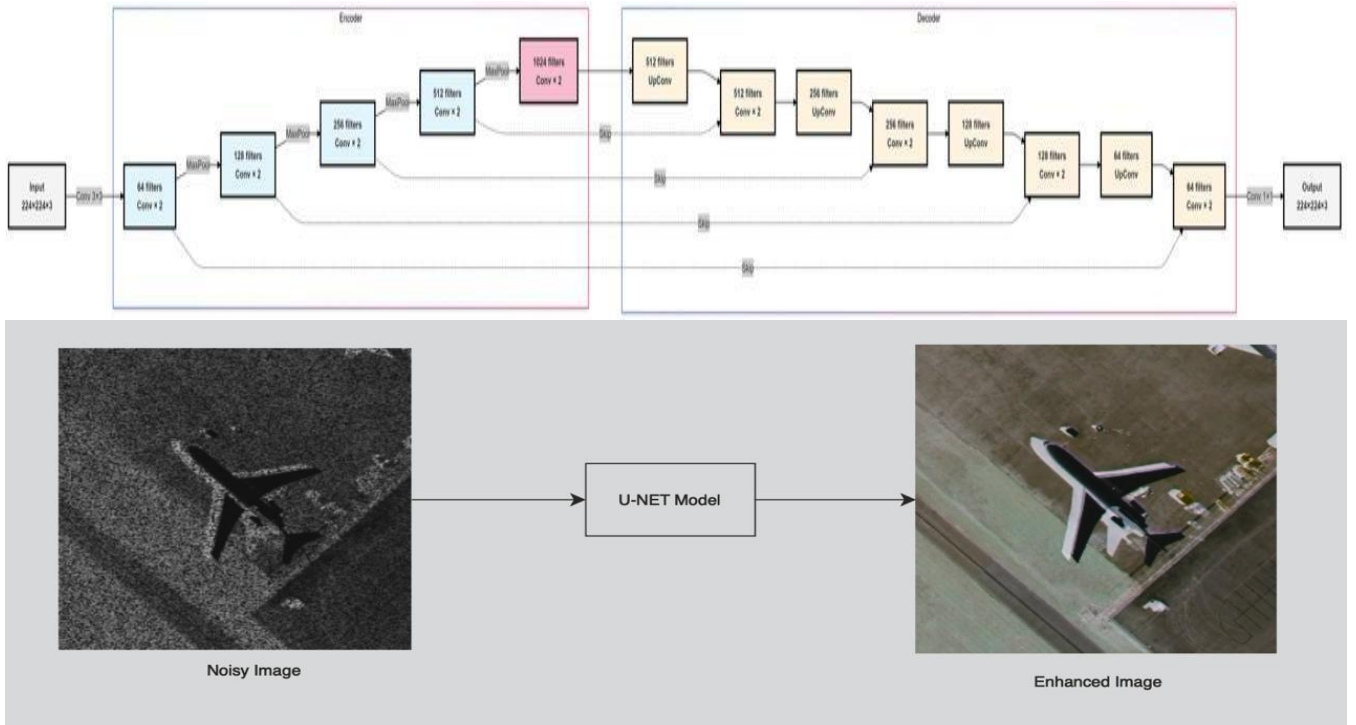 Encoder
Decoder
Input
224×224×3
Conv 3×3
64 filters
Conv × 2
MaxPool
128 filters
Conv × 2
MaxPool
256 filters
Conv × 2
MaxPool
512 filters
Conv × 2
MaxPool
1024 filters
Conv × 2
512 filters
UpConv
512 filters
Conv × 2
256 filters
UpConv
256 filters
Conv × 2
128 filters
UpConv
128 filters
Conv × 2
64 filters
UpConv
64 filters
Conv × 2
Conv 1×1
Output
224×224×3
Skip
Skip
Skip
Skip
U-NET Model
Noisy Image
Enhanced Image